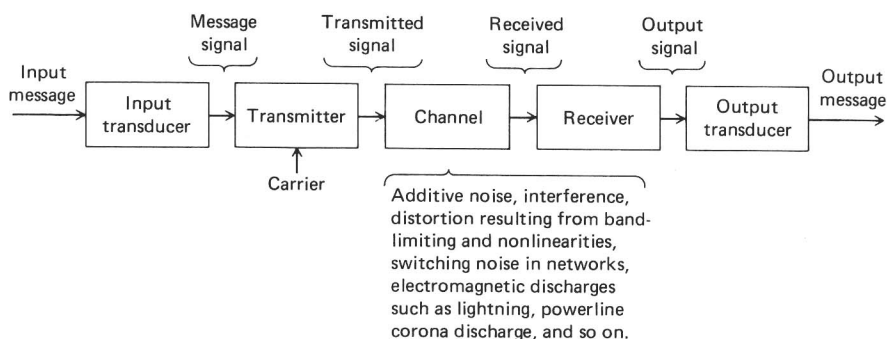 Message
signal
Transmitted
signal
Received
signal
Output
signal
Input
message
Input
transducer
Transmitter
Channel
Receiver
Output
transducer
Output
message
Carrier
Additive noise, interference,
distortion resulting from band-
limiting and nonlinearities,
switching noise in networks,
electromagnetic discharges
such as lightning, powerline
corona discharge, and so on.